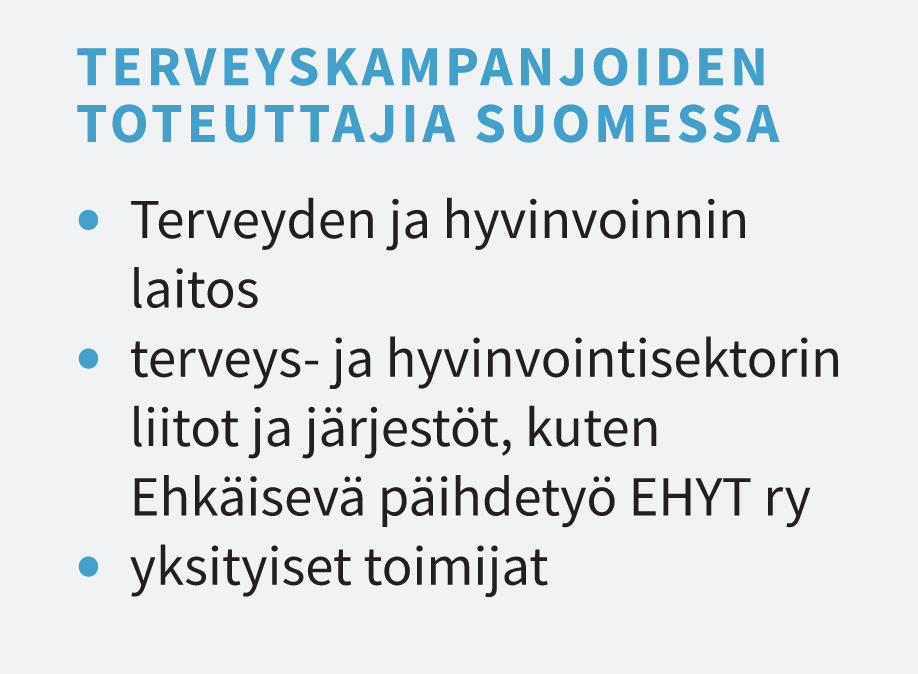 TERVEYSKAMPANJOIDEN
TOTEUTTAJIA SUOMESSA
• Terveyden ja hyvinvoinnin
laitos
• terveys- ja hyvinvointisektorin
liitot ja järjestöt, kuten
Ehkäisevä päihdetyö EHYT ry
• yksityiset toimijat